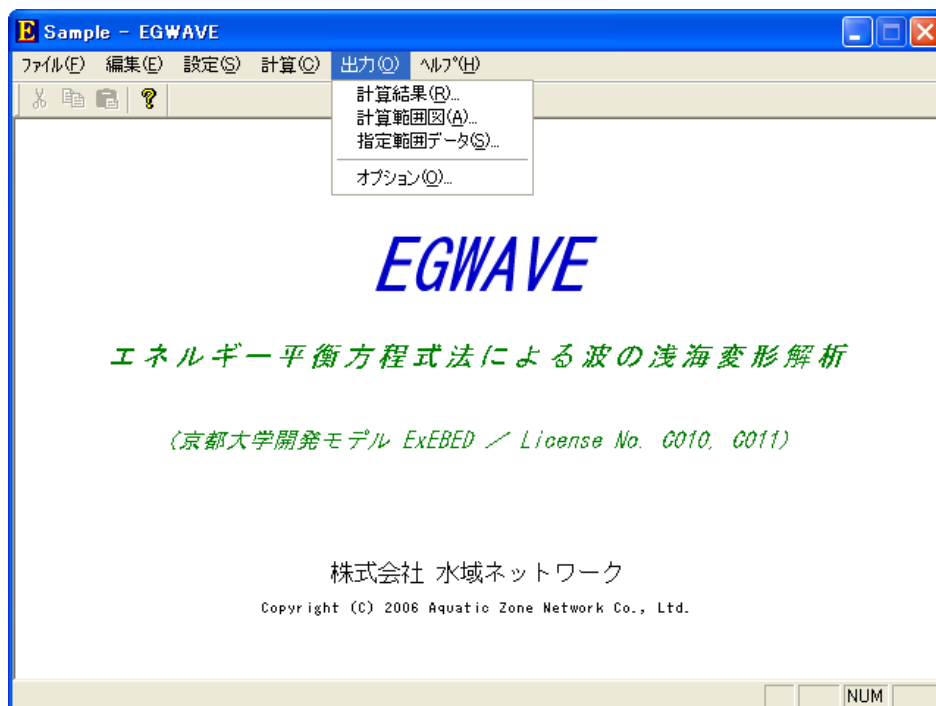 Sample - EGWAVE
ファイル(F) 編集(E) 設定(S) 計算(C) 出力(O) ヘルプ(H)
計算結果(R)...
計算範囲図(A)...
指定範囲データ(S)...
オプション(O)...
EGWAVE
エネルギー平衡方程式法による波の浅海変形解析
(京都大学開発モデル ExEBED / License No. C010, C011)
株式会社 水域ネットワーク
Copyright (C) 2006 Aquatic Zone Network Co., Ltd.
NUM